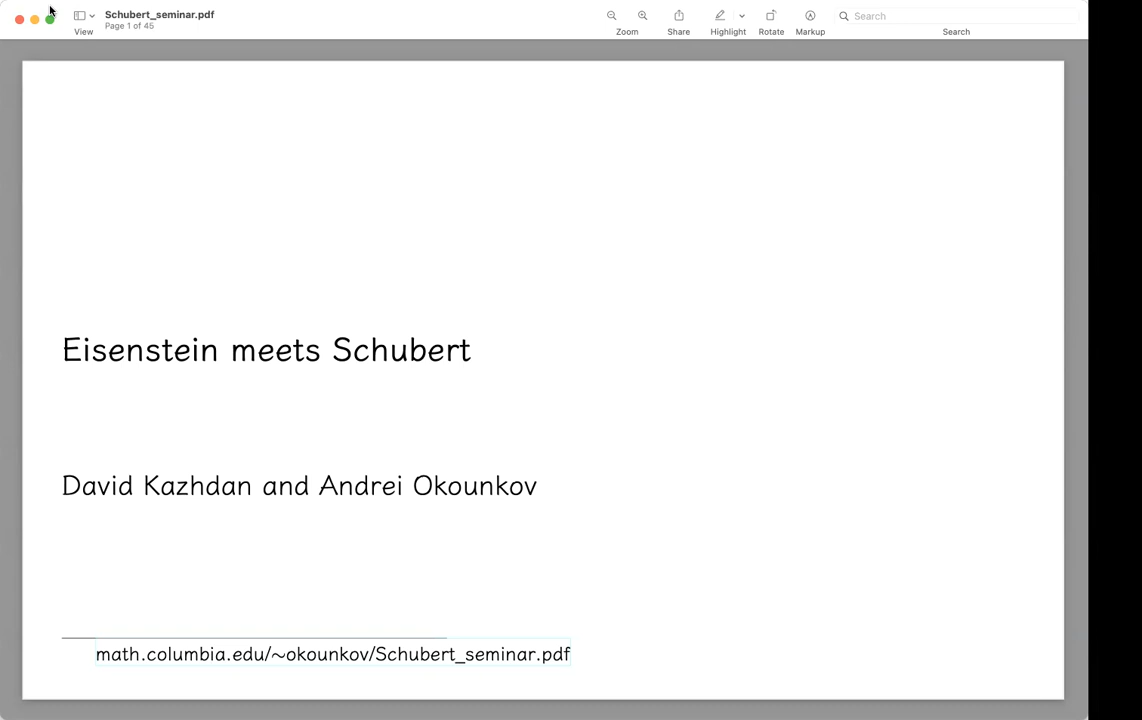 Schubert_seminar.pdf
Page 1 of 45
View
Zoom
Share
Highlight
Rotate
Markup
Search
Search
Eisenstein meets Schubert
David Kazhdan and Andrei Okounkov
math.columbia.edu/~okounkov/Schubert_seminar.pdf